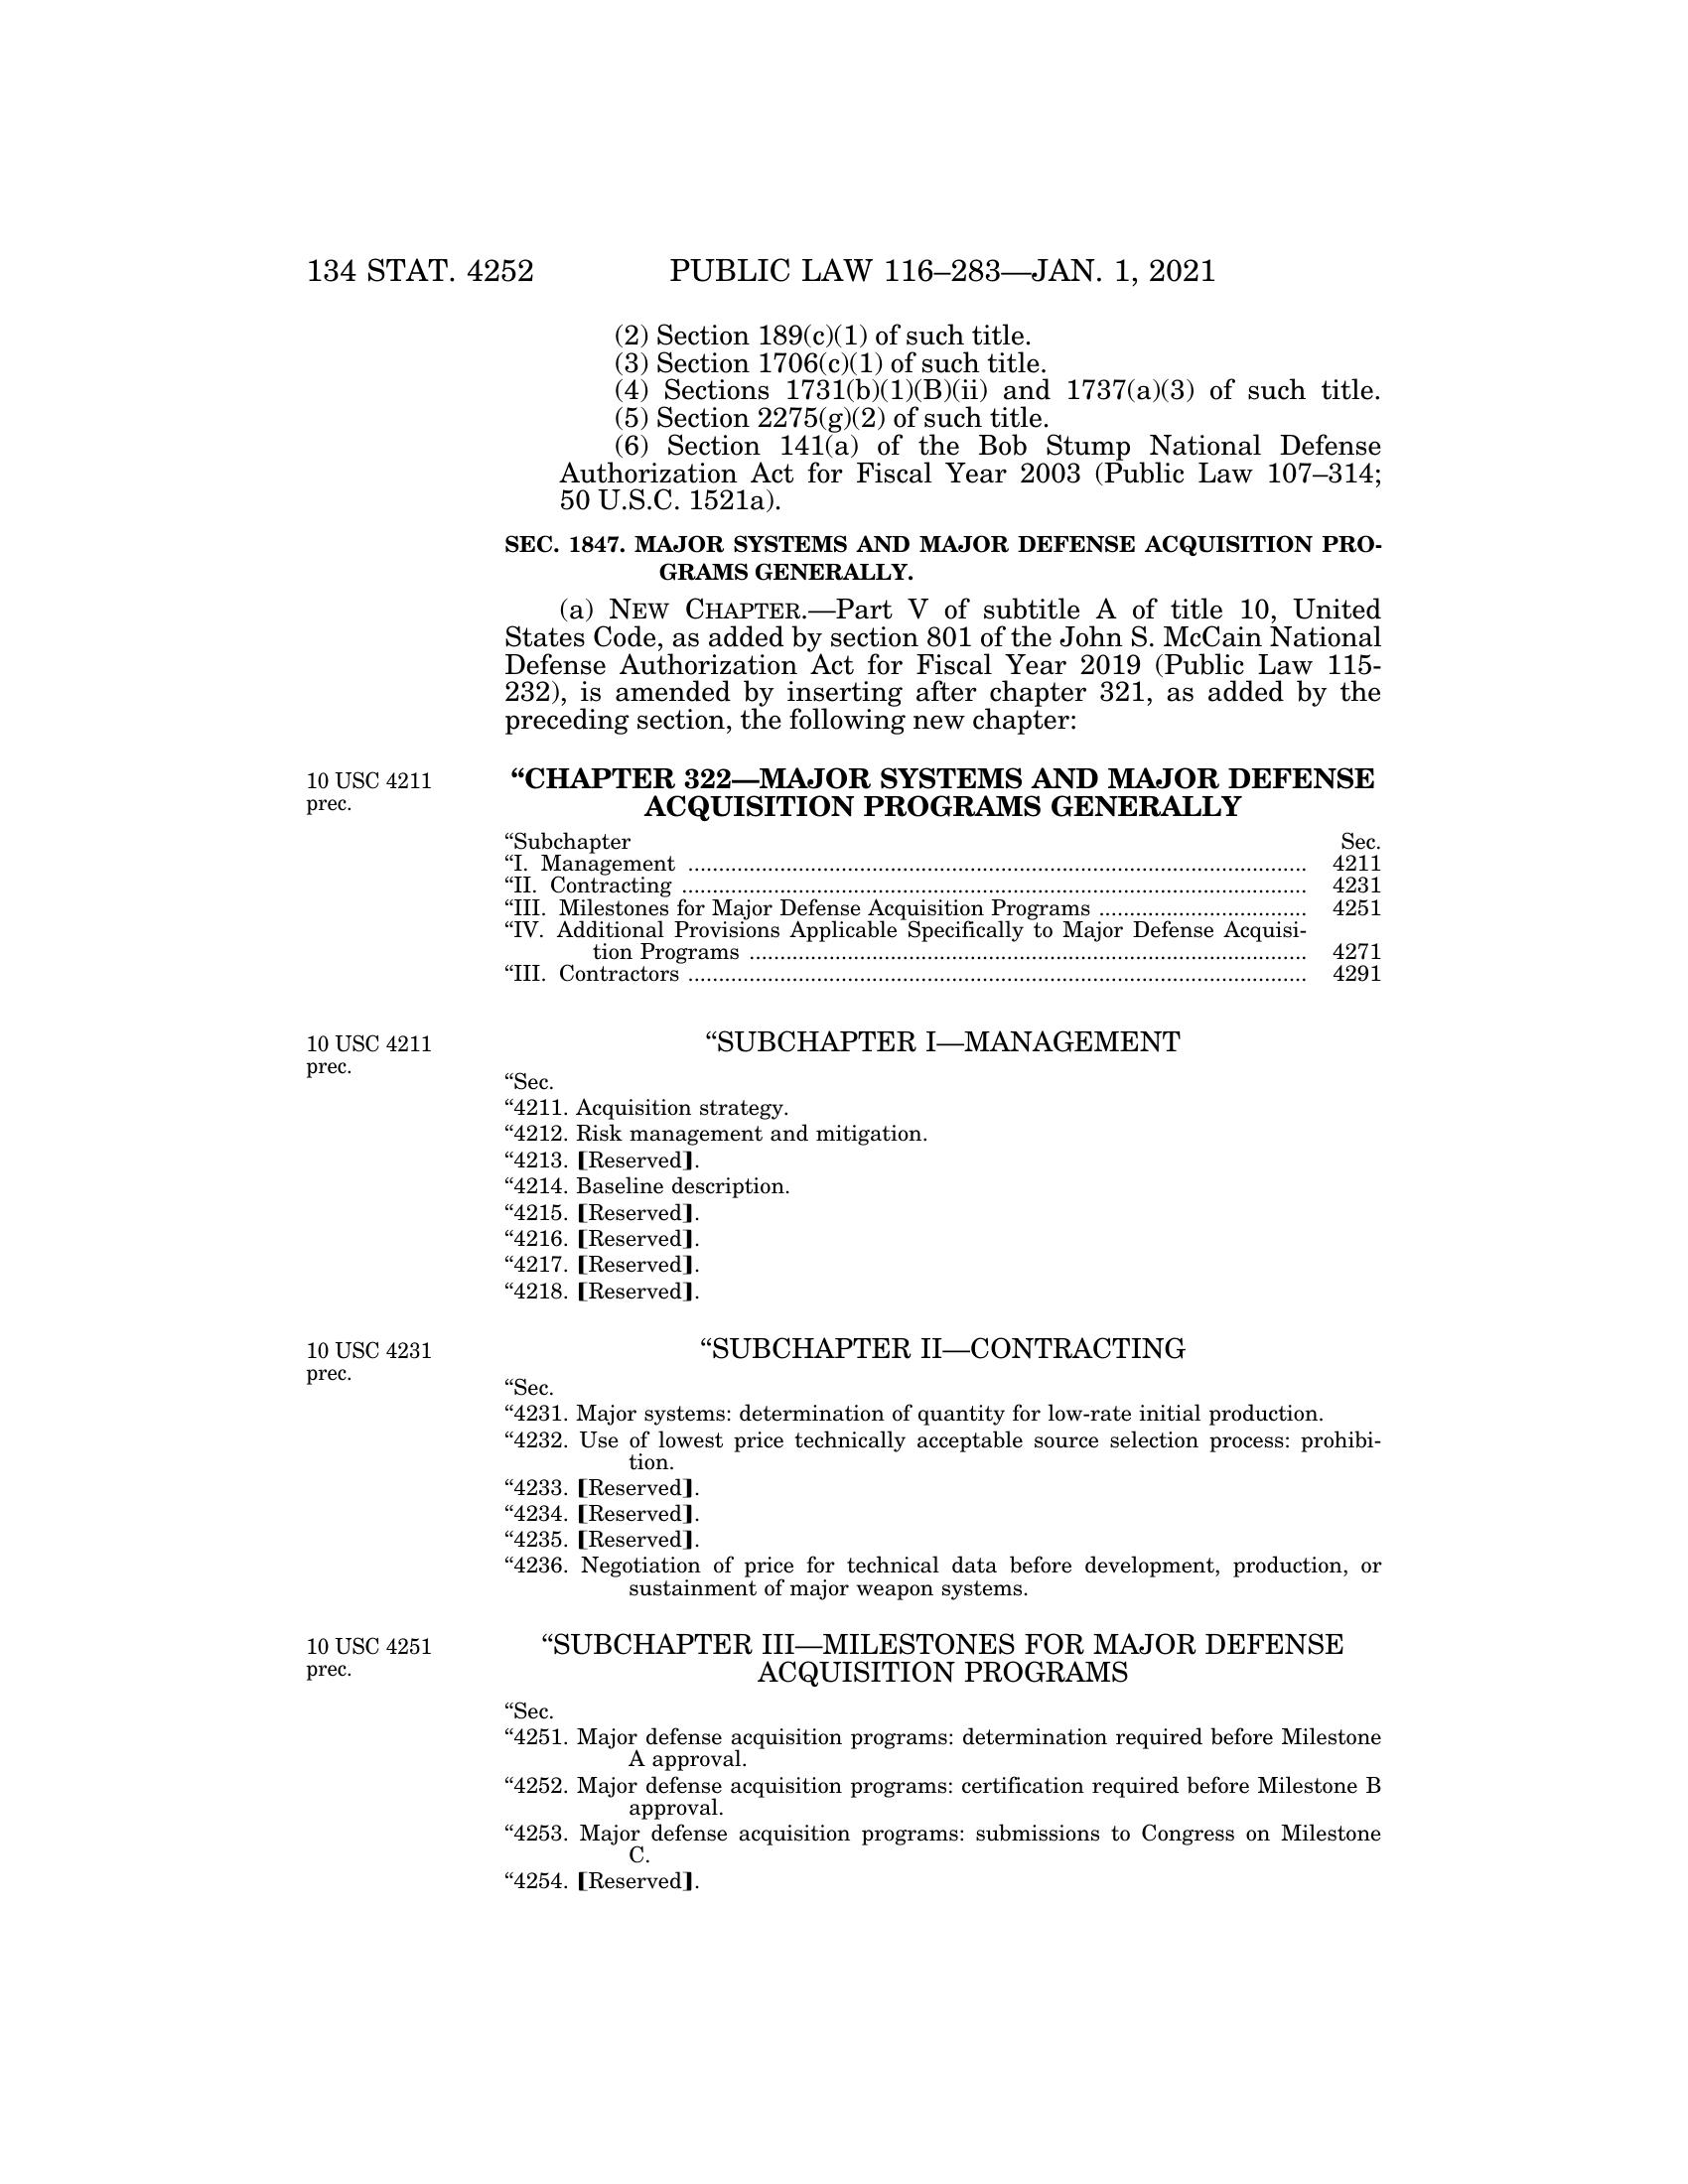 134 STAT. 4252 PUBLIC LAW 116–283—JAN. 1, 2021
(2) Section 189(c)(1) of such title.
(3) Section 1706(c)(1) of such title.
(4) Sections 1731(b)(1)(B)(ii) and 1737(a)(3) of such title.
(5) Section 2275(g)(2) of such title.
(6) Section 141(a) of the Bob Stump National Defense
Authorization Act for Fiscal Year 2003 (Public Law 107–314;
50 U.S.C. 1521a).
SEC. 1847. MAJOR SYSTEMS AND MAJOR DEFENSE ACQUISITION PRO-
GRAMS GENERALLY.
(a) NEW CHAPTER.—Part V of subtitle A of title 10, United
States Code, as added by section 801 of the John S. McCain National
Defense Authorization Act for Fiscal Year 2019 (Public Law 115-
232), is amended by inserting after chapter 321, as added by the
preceding section, the following new chapter:
10 USC 4211
prec.
“CHAPTER 322—MAJOR SYSTEMS AND MAJOR DEFENSE
ACQUISITION PROGRAMS GENERALLY
“Subchapter Sec.
“I. Management ..................................................................................................... 4211
“II. Contracting ...................................................................................................... 4231
“III. Milestones for Major Defense Acquisition Programs .................................. 4251
“IV. Additional Provisions Applicable Specifically to Major Defense Acquisi-
tion Programs ........................................................................................... 4271
“III. Contractors ..................................................................................................... 4291
10 USC 4211
prec.
“SUBCHAPTER I—MANAGEMENT
“Sec.
“4211. Acquisition strategy.
“4212. Risk management and mitigation.
“4213. [Reserved].
“4214. Baseline description.
“4215. [Reserved].
“4216. [Reserved].
“4217. [Reserved].
“4218. [Reserved].
10 USC 4231
prec.
“SUBCHAPTER II—CONTRACTING
“Sec.
“4231. Major systems: determination of quantity for low-rate initial production.
“4232. Use of lowest price technically acceptable source selection process: prohibi-
tion.
“4233. [Reserved].
“4234. [Reserved].
“4235. [Reserved].
“4236. Negotiation of price for technical data before development, production, or
sustainment of major weapon systems.
10 USC 4251
prec.
“SUBCHAPTER III—MILESTONES FOR MAJOR DEFENSE
ACQUISITION PROGRAMS
“Sec.
“4251. Major defense acquisition programs: determination required before Milestone
A approval.
“4252. Major defense acquisition programs: certification required before Milestone B
approval.
“4253. Major defense acquisition programs: submissions to Congress on Milestone
C.
“4254. [Reserved].